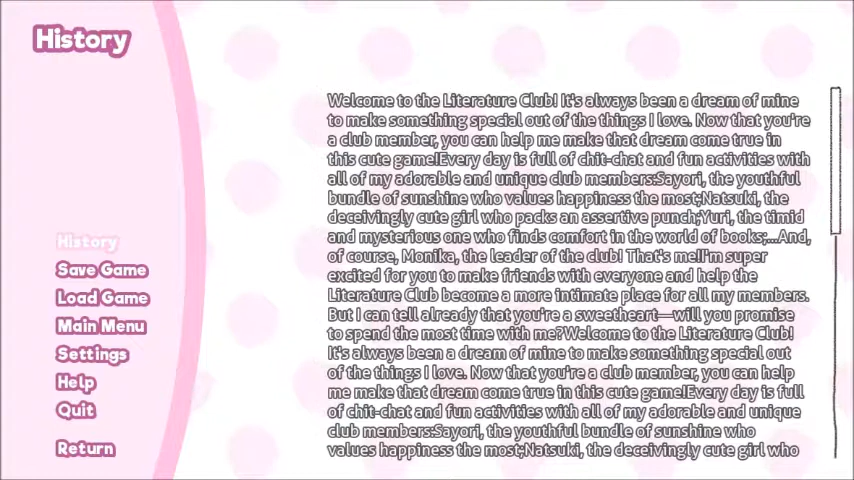 History
Welcome to the Literature Club! It's always been a dream of mine
to make something special out of the things I love. Now that you're
a club member, you can help me make that dream come true in
this cute game!Every day is full of chit-chat and fun activities with
all of my adorable and unique club members:Sayori, the youthful
bundle of sunshine who values happiness the most;Natsuki, the
deceivingly cute girl who packs an assertive punch;Yuri, the timid
and mysterious one who finds comfort in the world of books;...And,
of course, Monika, the leader of the club! That's me!I'm super
excited for you to make friends with everyone and help the
Literature Club become a more intimate place for all my members.
But I can tell already that you're a sweetheart—will you promise
to spend the most time with me?Welcome to the Literature Club!
It's always been a dream of mine to make something special out
of the things I love. Now that you're a club member, you can help
me make that dream come true in this cute game!Every day is full
of chit-chat and fun activities with all of my adorable and unique
club members:Sayori, the youthful bundle of sunshine who
values happiness the most;Natsuki, the deceivingly cute girl who
History
Save Game
Load Game
Main Menu
Settings
Help
Quit
Return